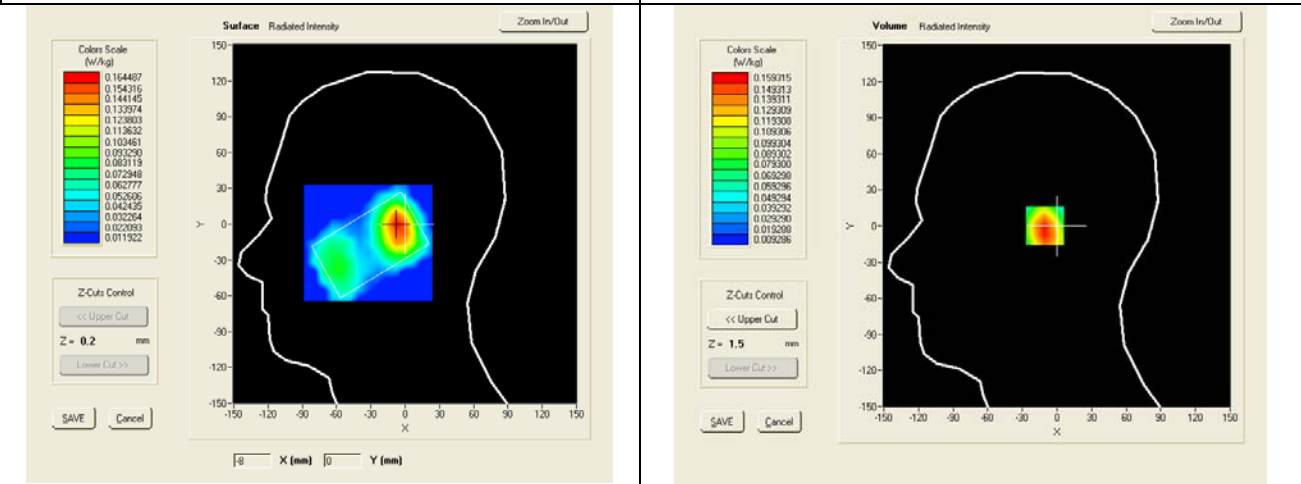 Surface Radiated Intensity
Zoom In/Out
Colors Scale
(W/kg)
0.164487
0.154316
0.144145
0.133974
0.123803
0.113632
0.103461
0.093290
0.083119
0.072948
0.062777
0.052606
0.042435
0.032264
0.022093
0.011922
150
120
90
60
30
0
-30
-60
-90
-120
-150
Y
-150 -120 -90 -60 -30 0 30 60 90 120 150
X
Z-Cuts Control
<< Upper Cut
Z = 0.2 mm
Lower Cut >>
SAVE Cancel
-8 X (mm) 0 Y (mm)
Volume Radiated Intensity
Zoom In/Out
Colors Scale
(W/kg)
0.159315
0.149313
0.139311
0.129309
0.119308
0.109306
0.099304
0.089302
0.079300
0.069298
0.059296
0.049294
0.039292
0.029290
0.019288
0.009286
150
120
90
60
30
0
-30
-60
-90
-120
-150
Y
-150 -120 -90 -60 -30 0 30 60 90 120 150
X
Z-Cuts Control
<< Upper Cut
Z = 1.5 mm
Lower Cut >>
SAVE Cancel